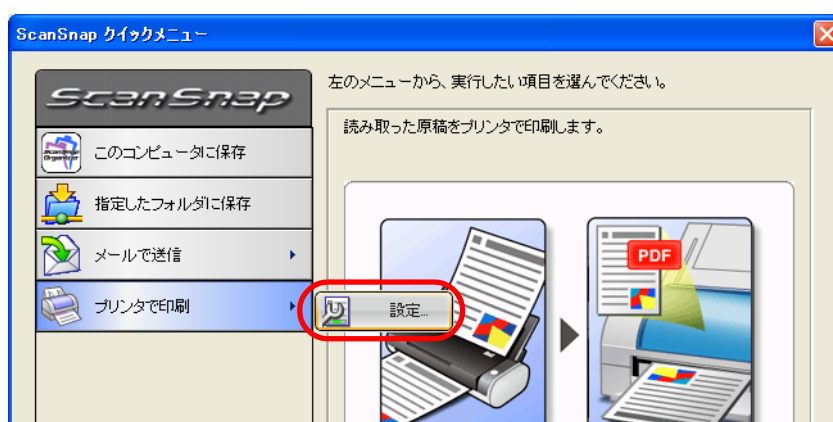 ScanSnap クイックメニュー
ScanSnap
左のメニューから、実行したい項目を選んでください。
読み取った原稿をプリンタで印刷します。
このコンピュータに保存
指定したフォルダに保存
メールで送信
プリンタで印刷
設定...
PDF